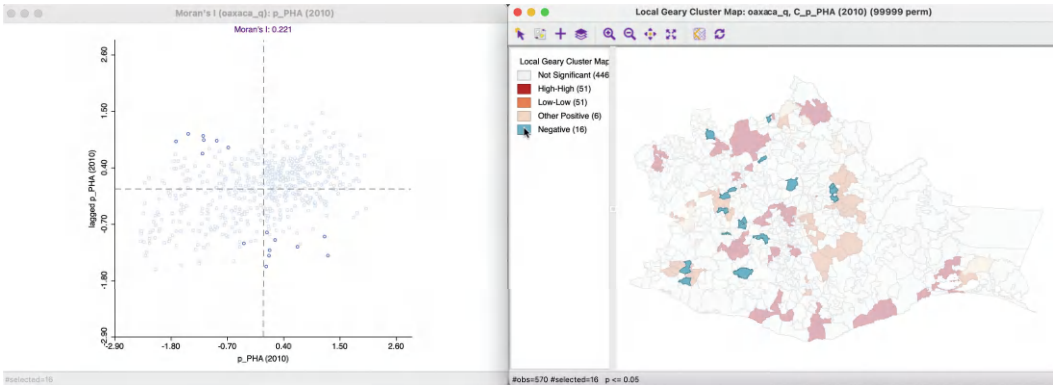 Moran's I (oaxaca_q): p_PHA (2010)
Moran's I: 0.221
2.60
1.50
0.40
-0.70
-1.80
-2.90
lagged p_PHA (2010)
-2.90 -1.80 -0.70 0.40 1.50 2.60
p_PHA (2010)
#selected=16
Local Geary Cluster Map: oaxaca_q, C_p_PHA (2010) (99999 perm)
Local Geary Cluster Map
Not Significant (446
High-High (51)
Low-Low (51)
Other Positive (6)
Negative (16)
#obs=570 #selected=16 p <= 0.05